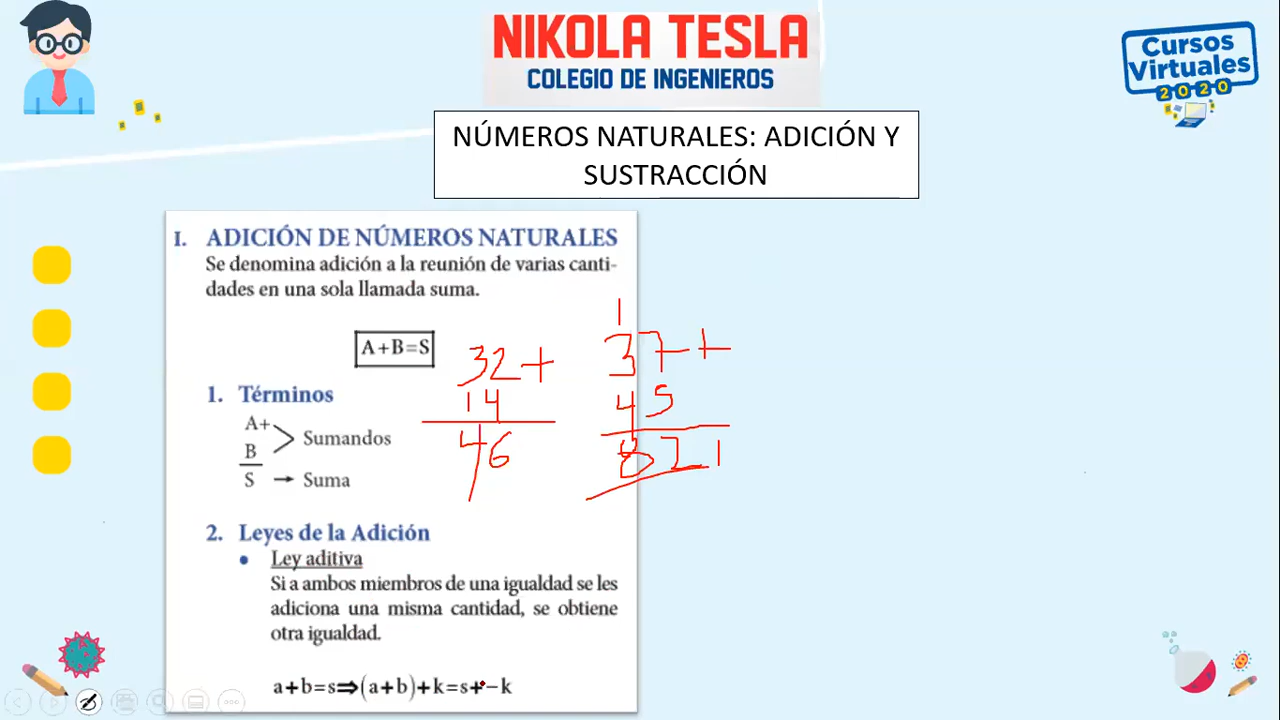 NIKOLA TESLA
COLEGIO DE INGENIEROS
Cursos
Virtuales
2020
NÚMEROS NATURALES: ADICIÓN Y
SUSTRACCIÓN
I. ADICIÓN DE NÚMEROS NATURALES
Se denomina adición a la reunión de varias canti-
dades en una sola llamada suma.
A+B=S
1. Términos
A+
B
Sumandos
S → Suma
32+
14
46
1
37+
45
821
2. Leyes de la Adición
• Ley aditiva
Si a ambos miembros de una igualdad se les
adiciona una misma cantidad, se obtiene
otra igualdad.
a+b=s⇒(a+b)+k=s+−k